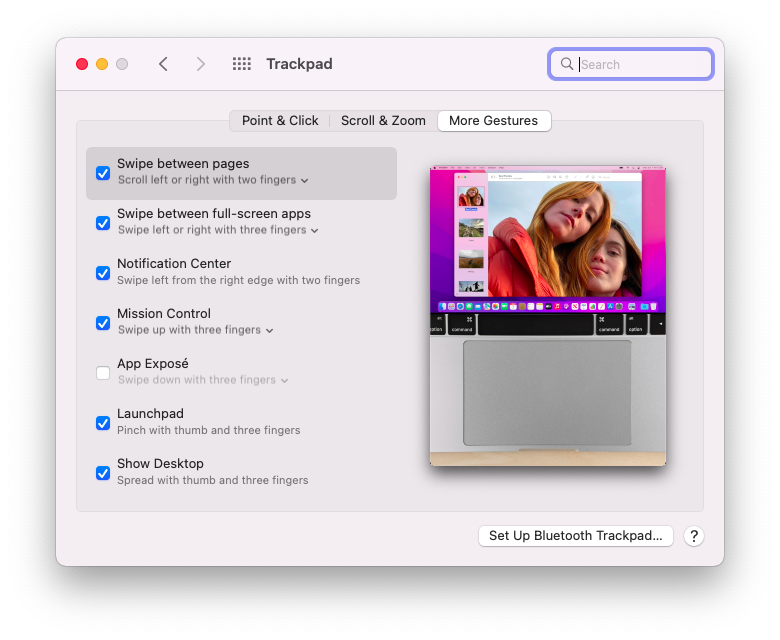 Trackpad
Search
Point & Click
Scroll & Zoom
More Gestures
Swipe between pages
Scroll left or right with two fingers
Swipe between full-screen apps
Swipe left or right with three fingers
Notification Center
Swipe left from the right edge with two fingers
Mission Control
Swipe up with three fingers
App Exposé
Swipe down with three fingers
Launchpad
Pinch with thumb and three fingers
Show Desktop
Spread with thumb and three fingers
option
command
command
option
Set Up Bluetooth Trackpad...
?